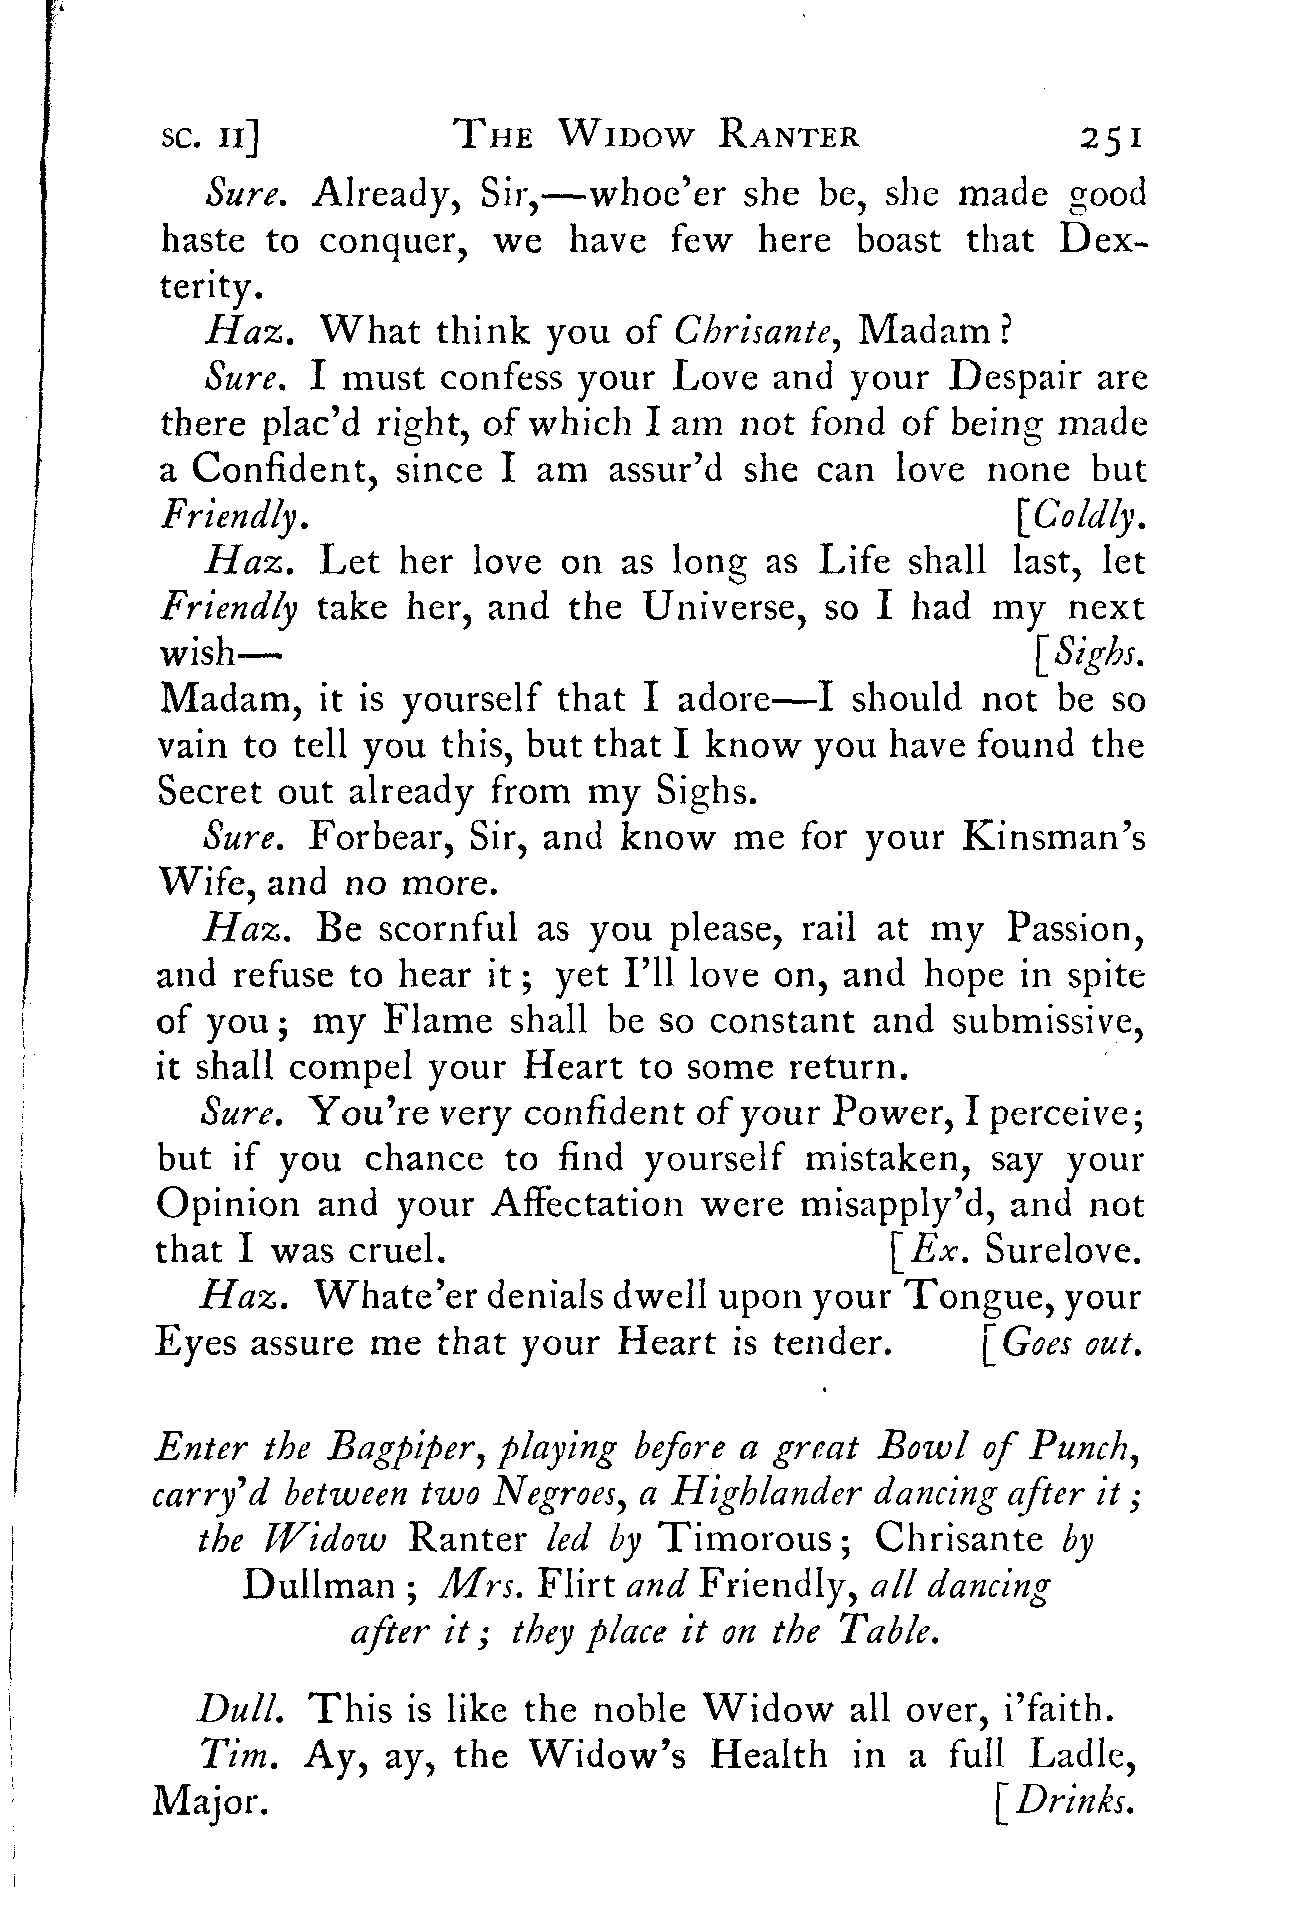 SC. II] THE WIDOW RANTER 251
Sure. Already, Sir,—whoe'er she be, she made good
haste to conquer, we have few here boast that Dex-
terity.
Haz. What think you of Chrisante, Madam?
Sure. I must confess your Love and your Despair are
there plac'd right, of which I am not fond of being made
a Confident, since I am assur'd she can love none but
Friendly. [Coldly.
Haz. Let her love on as long as Life shall last, let
Friendly take her, and the Universe, so I had my next
wish— [Sighs.
Madam, it is yourself that I adore—I should not be so
vain to tell you this, but that I know you have found the
Secret out already from my Sighs.
Sure. Forbear, Sir, and know me for your Kinsman's
Wife, and no more.
Haz. Be scornful as you please, rail at my Passion,
and refuse to hear it; yet I'll love on, and hope in spite
of you; my Flame shall be so constant and submissive,
it shall compel your Heart to some return.
Sure. You're very confident of your Power, I perceive;
but if you chance to find yourself mistaken, say your
Opinion and your Affectation were misapply'd, and not
that I was cruel. [Ex. Surelove.
Haz. Whate'er denials dwell upon your Tongue, your
Eyes assure me that your Heart is tender. [Goes out.
Enter the Bagpiper, playing before a great Bowl of Punch,
carry'd between two Negroes, a Highlander dancing after it;
the Widow Ranter led by Timorous; Chrisante by
Dullman; Mrs. Flirt and Friendly, all dancing
after it; they place it on the Table.
Dull. This is like the noble Widow all over, i'faith.
Tim. Ay, ay, the Widow's Health in a full Ladle,
Major. [Drinks.